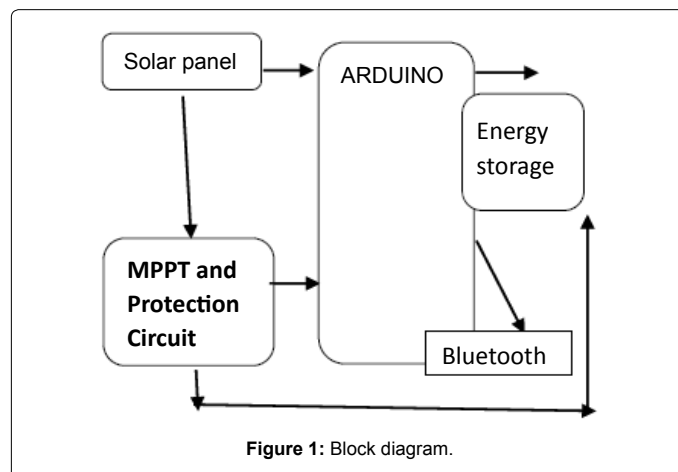 Solar panel
ARDUINO
Energy
storage
MPPT and
Protection
Circuit
Bluetooth
Figure 1: Block diagram.